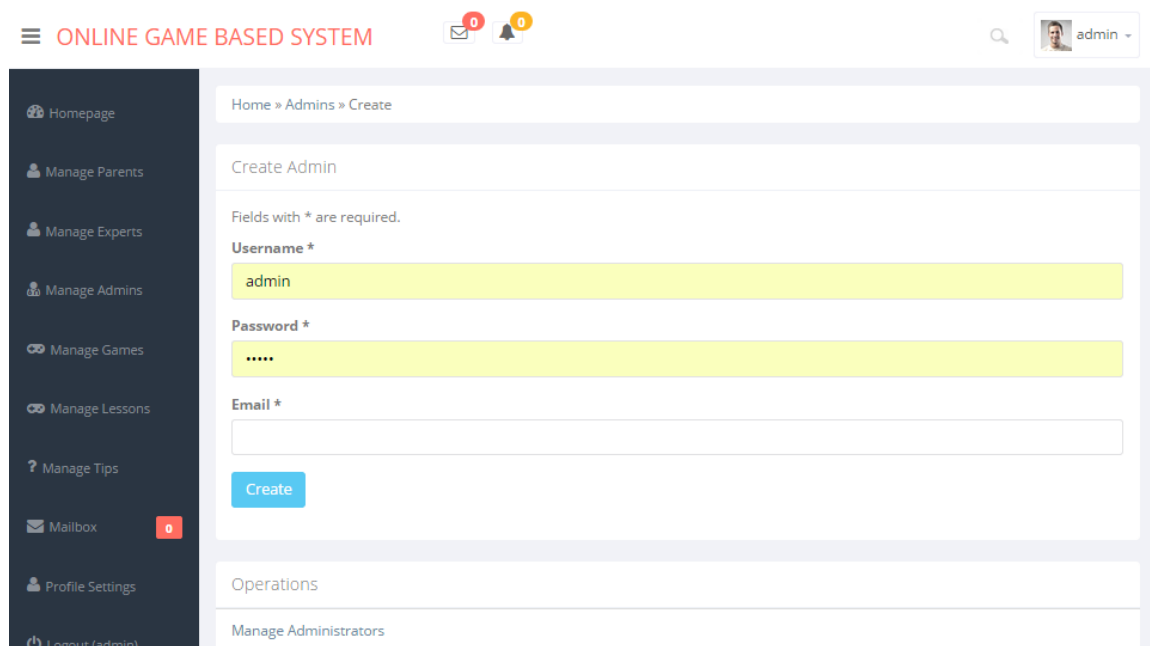 ONLINE GAME BASED SYSTEM
0
0
admin
Homepage
Manage Parents
Manage Experts
Manage Admins
Manage Games
Manage Lessons
? Manage Tips
Mailbox 0
Profile Settings
Logout (admin)
Home » Admins » Create
Create Admin
Fields with * are required.
Username *
admin
Password *
•••••
Email *
Create
Operations
Manage Administrators